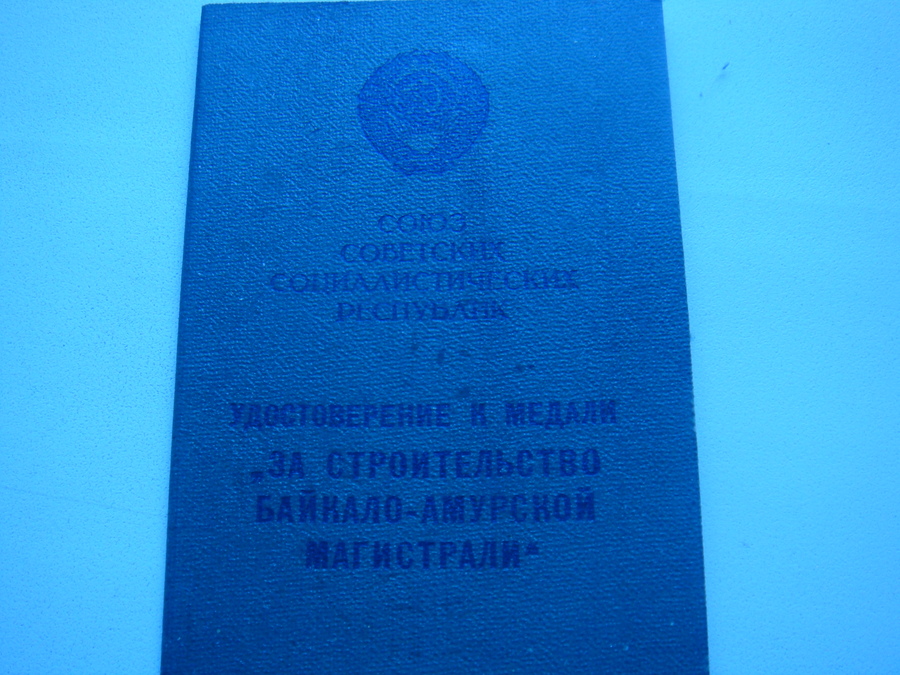 СОЮЗ
СОВЕТСКИХ
СОЦИАЛИСТИЧЕСКИХ
РЕСПУБЛИК
УДОСТОВЕРЕНИЕ К МЕДАЛИ
„ЗА СТРОИТЕЛЬСТВО
БАЙКАЛО-АМУРСКОЙ
МАГИСТРАЛИ“